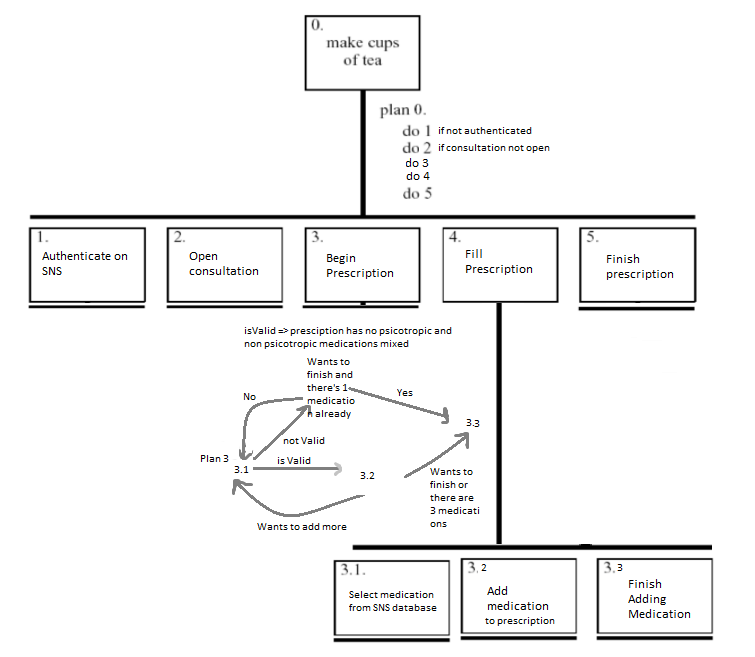 0.
make cups
of tea
plan 0.
do 1 if not authenticated
do 2 if consultation not open
do 3
do 4
do 5
1.
Authenticate on
SNS
2.
Open
consultation
3.
Begin
Prescription
4.
Fill
Prescription
5.
Finish
prescription
isValid => presciption has no psicotropic and
non psicotropic medications mixed
Wants to
finish and
there's 1
medicatio
n already
No
Yes
3.3
not Valid
Plan 3
3.1
is Valid
3.2
Wants to
finish or
there are
3 medicati
ons
Wants to add more
3.1.
Select medication
from SNS database
3.2
Add
medication
to prescription
3.3
Finish
Adding
Medication